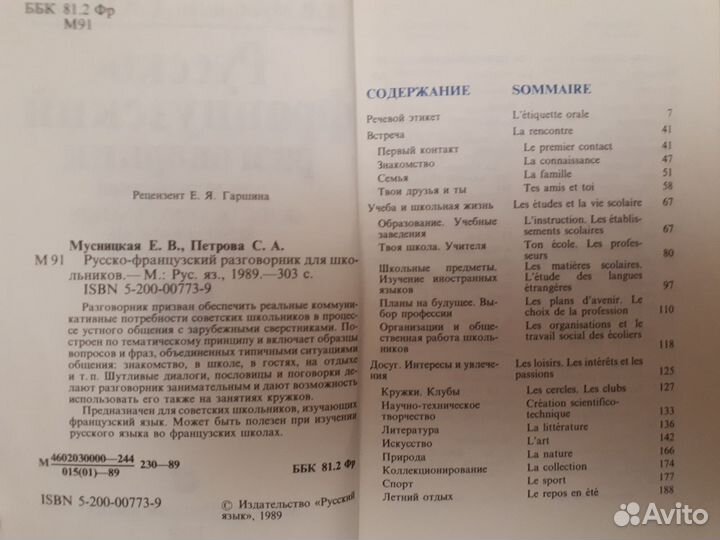 ББК 81.2 Фр
М91
Рецензент Е. Я. Гаршина
Мусницкая Е. В., Петрова С. А.
М 91 Русско-французский разговорник для шко-
льников.— М.: Рус. яз., 1989.—303 с.
ISBN 5-200-00773-9
Разговорник призван обеспечить реальные коммуни-
кативные потребности советских школьников в процес-
се устного общения с зарубежными сверстниками. По-
строен по тематическому принципу и включает образцы
вопросов и фраз, объединенных типичными ситуациями
общения: знакомство, в школе, в гостях, на отдыхе
и т. п. Шутливые диалоги, пословицы и поговорки де-
лают разговорник занимательным и дают возможность
использовать его также на занятиях кружков.
Предназначен для советских школьников, изучающих
французский язык. Может быть полезен при изучении
русского языка во французских школах.
М 4602030000—244
015(01)—89 230—89 ББК 81.2 Фр
ISBN 5-200-00773-9
© Издательство «Русский
язык», 1989
СОДЕРЖАНИЕ SOMMAIRE
Речевой этикет L'étiquette orale 7
Встреча La rencontre 41
Первый контакт Le premier contact 41
Знакомство La connaissance 47
Семья La famille 51
Твои друзья и ты Tes amis et toi 58
Учеба и школьная жизнь Les études et la vie scolaire 67
Образование. Учебные L'instruction. Les établis-
заведения sements scolaires 67
Твоя школа. Учителя Ton école. Les profes-
seurs 80
Школьные предметы. Les matières scolaires.
Изучение иностранных L'étude des langues
языков étrangères 97
Планы на будущее. Вы- Les plans d'avenir. Le
бор профессии choix de la profession 110
Организации и обще- Les organisations et le
ственная работа школь- travail social des écoliers
ников 118
Досуг. Интересы и увлече- Les loisirs. Les intérêts et les
ния passions 125
Кружки. Клубы Les cercles. Les clubs 127
Научно-техническое Création scientifico-
творчество technique 133
Литература La littérature 136
Искусство L'art 142
Природа La nature 166
Коллекционирование La collection 174
Спорт Le sport 177
Летний отдых Le repos en été 188
Avito